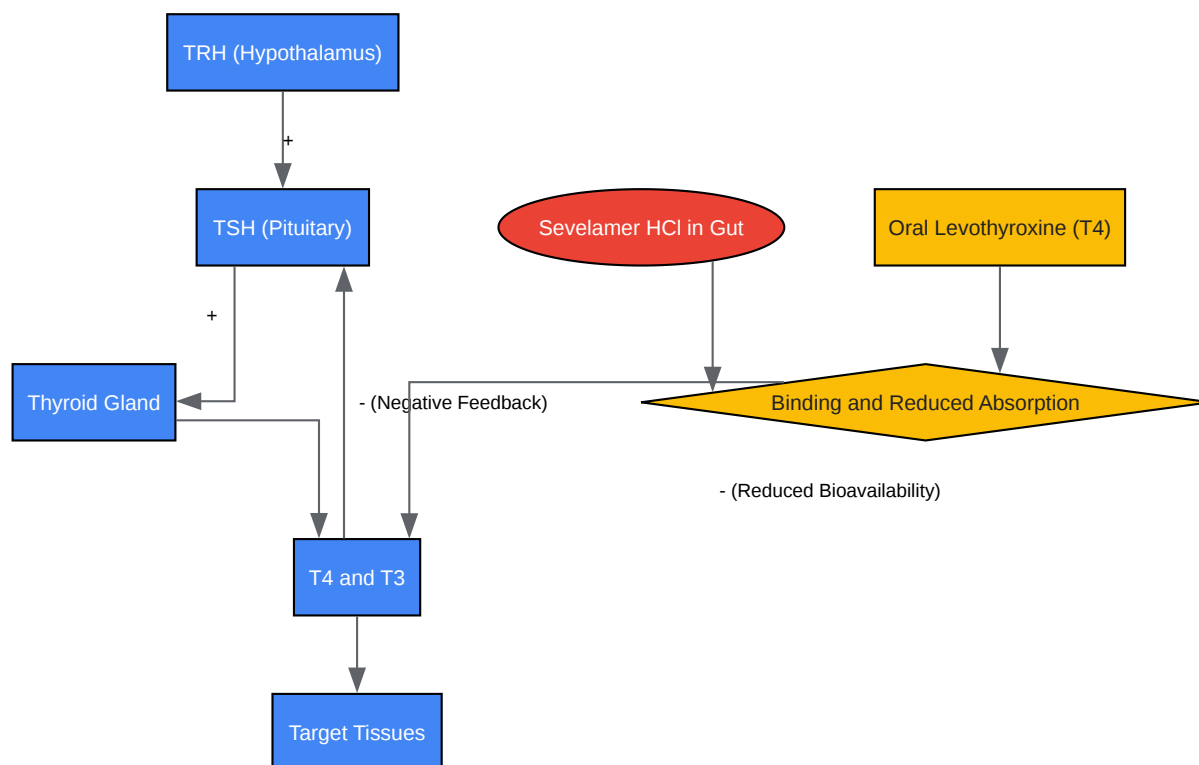 TRH (Hypothalamus)
+
TSH (Pituitary)
Sevelamer HCl in Gut
Oral Levothyroxine (T4)
+
Thyroid Gland
- (Negative Feedback)
Binding and Reduced Absorption
- (Reduced Bioavailability)
T4 and T3
Target Tissues